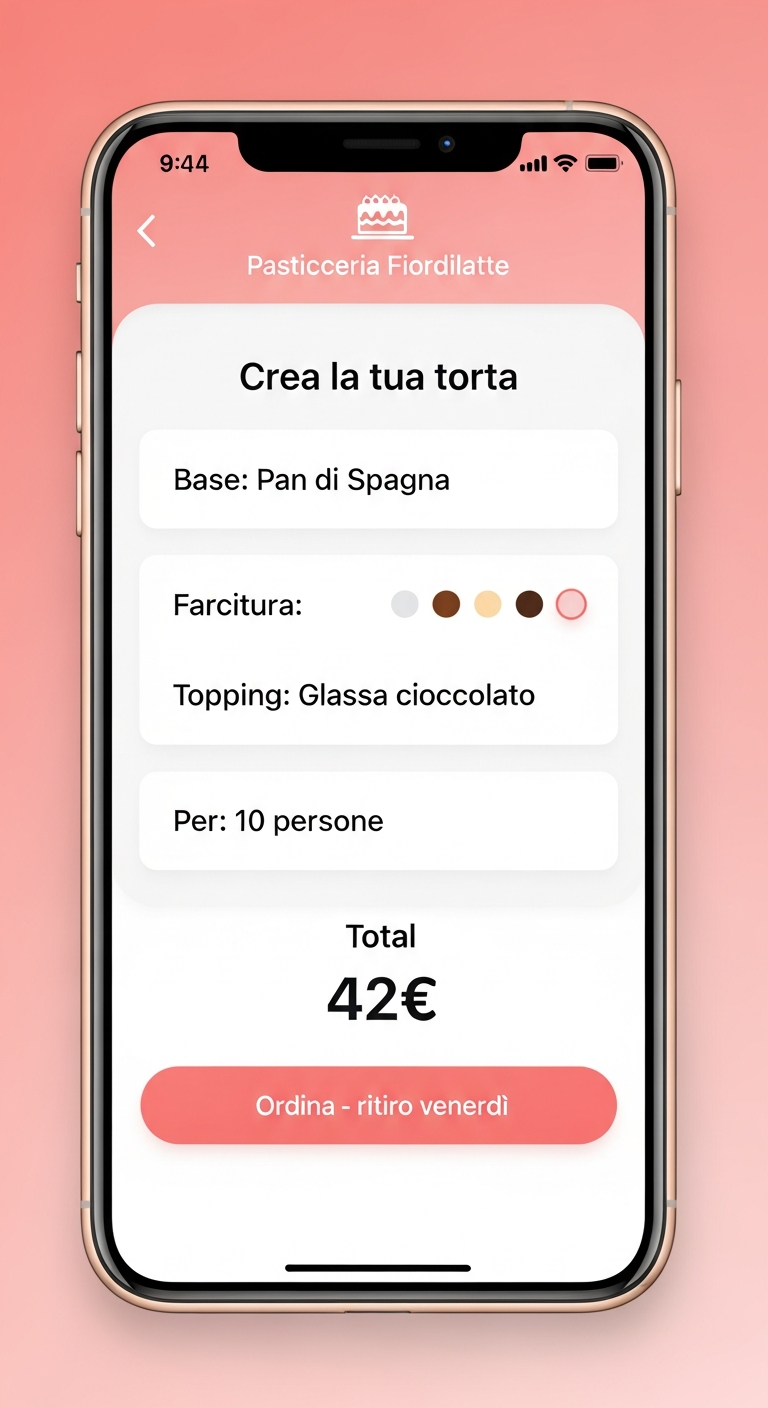 9:44
Pasticceria Fiordilatte
Crea la tua torta
Base: Pan di Spagna
Farcitura:
Topping: Glassa cioccolato
Per: 10 persone
Total
42€
Ordina - ritiro venerdì